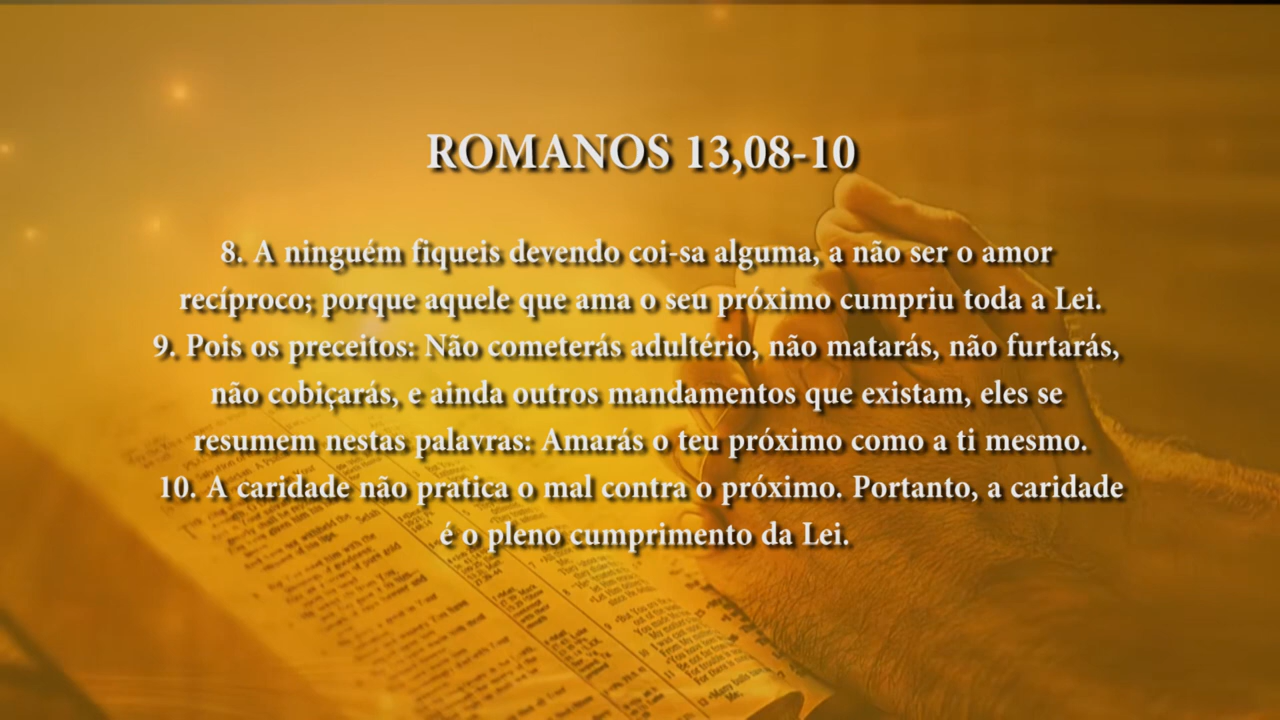 ROMANOS 13,08-10
8. A ninguém fiqueis devendo coi-sa alguma, a não ser o amor
recíproco; porque aquele que ama o seu próximo cumpriu toda a Lei.
9. Pois os preceitos: Não cometerás adultério, não matarás, não furtarás,
não cobiçarás, e ainda outros mandamentos que existam, eles se
resumem nestas palavras: Amarás o teu próximo como a ti mesmo.
10. A caridade não pratica o mal contra o próximo. Portanto, a caridade
é o pleno cumprimento da Lei.